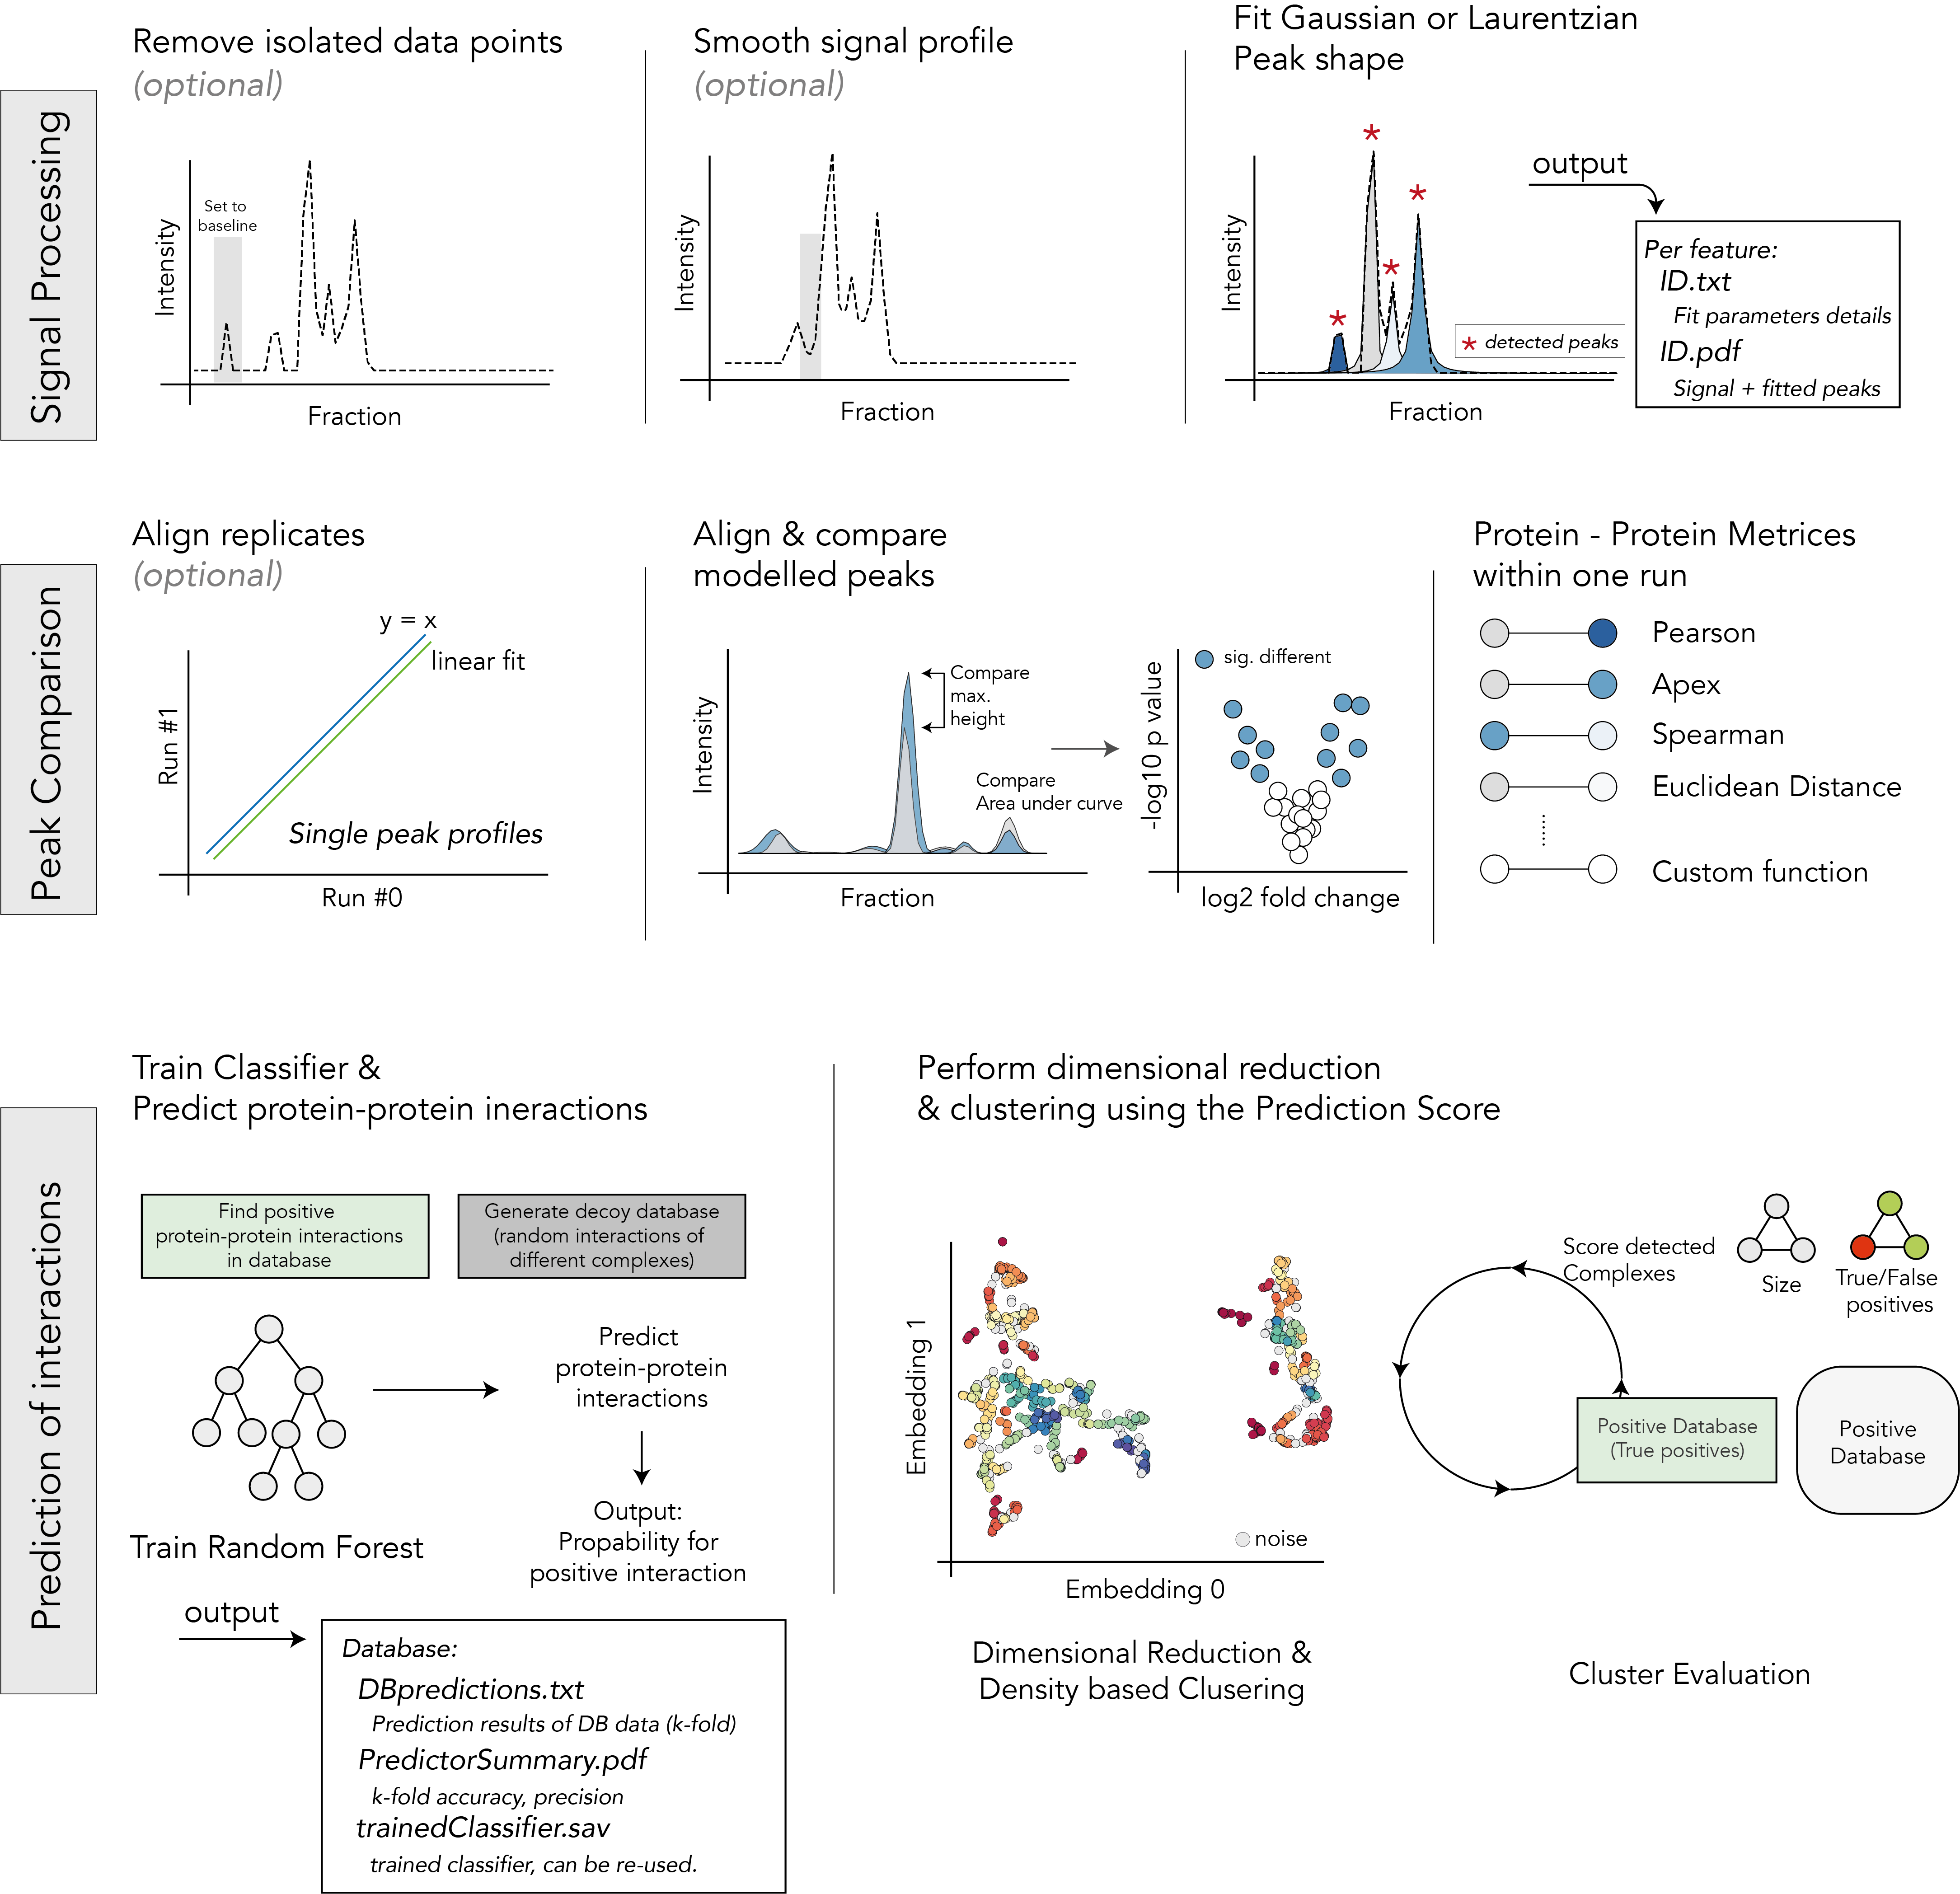 Signal Processing
Remove isolated data points
(optional)
Set to
baseline
Intensity
Fraction
Smooth signal profile
(optional)
Intensity
Fraction
Fit Gaussian or Laurentzian
Peak shape
Intensity
Fraction
* * * *
* detected peaks
output
Per feature:
ID.txt
Fit parameters details
ID.pdf
Signal + fitted peaks
Peak Comparison
Align replicates
(optional)
y = x
linear fit
Run #1
Single peak profiles
Run #0
Align & compare
modelled peaks
Intensity
Compare
max.
height
Compare
Area under curve
Fraction
sig. different
-log10 p value
log2 fold change
Protein - Protein Metrices
within one run
Pearson
Apex
Spearman
Euclidean Distance
Custom function
Prediction of interactions
Train Classifier &
Predict protein-protein ineractions
Find positive
protein-protein interactions
in database
Generate decoy database
(random interactions of
different complexes)
Train Random Forest
Predict
protein-protein
interactions
Output:
Propability for
positive interaction
output
Database:
DBpredictions.txt
Prediction results of DB data (k-fold)
PredictorSummary.pdf
k-fold accuracy, precision
trainedClassifier.sav
trained classifier, can be re-used.
Perform dimensional reduction
& clustering using the Prediction Score
Embedding 1
noise
Embedding 0
Dimensional Reduction &
Density based Clusering
Score detected
Complexes
Size
True/False
positives
Positive Database
(True positives)
Positive
Database
Cluster Evaluation